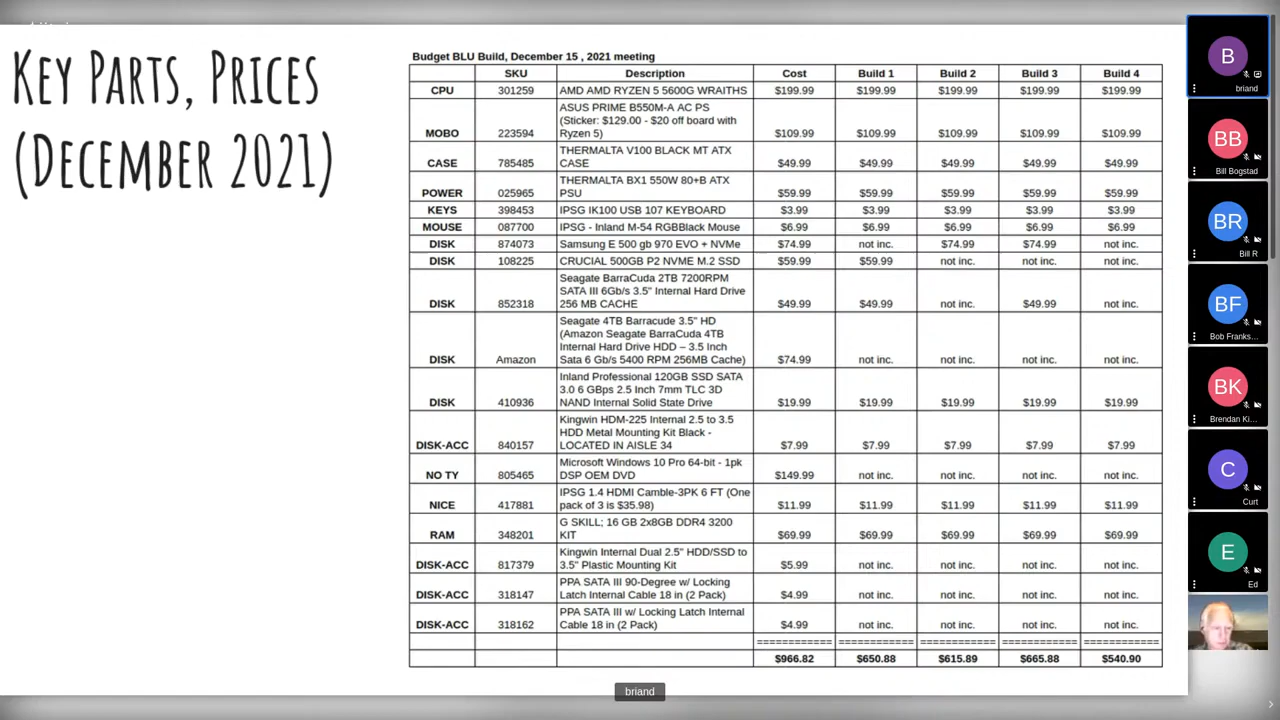 KEY PARTS, PRICES
(DECEMBER 2021)
Budget BLU Build, December 15 , 2021 meeting
SKU Description Cost Build 1 Build 2 Build 3 Build 4
CPU 301259 AMD AMD RYZEN 5 5600G WRAITHS $199.99 $199.99 $199.99 $199.99 $199.99
ASUS PRIME B550M-A AC PS
(Sticker: $129.00 - $20 off board with
MOBO 223594 Ryzen 5) $109.99 $109.99 $109.99 $109.99 $109.99
THERMALTA V100 BLACK MT ATX
CASE 785485 CASE $49.99 $49.99 $49.99 $49.99 $49.99
THERMALTA BX1 550W 80+B ATX
POWER 025965 PSU $59.99 $59.99 $59.99 $59.99 $59.99
KEYS 398453 IPSG IK100 USB 107 KEYBOARD $3.99 $3.99 $3.99 $3.99 $3.99
MOUSE 087700 IPSG - Inland M-54 RGBBlack Mouse $6.99 $6.99 $6.99 $6.99 $6.99
DISK 874073 Samsung E 500 gb 970 EVO + NVMe $74.99 not inc. $74.99 $74.99 not inc.
DISK 108225 CRUCIAL 500GB P2 NVME M.2 SSD $59.99 $59.99 not inc. not inc. not inc.
Seagate BarraCuda 2TB 7200RPM
SATA III 6Gb/s 3.5" Internal Hard Drive
DISK 852318 256 MB CACHE $49.99 $49.99 not inc. $49.99 not inc.
Seagate 4TB Barracude 3.5" HD
(Amazon Seagate BarraCuda 4TB
Internal Hard Drive HDD – 3.5 Inch
DISK Amazon Sata 6 Gb/s 5400 RPM 256MB Cache) $74.99 not inc. not inc. not inc. not inc.
Inland Professional 120GB SSD SATA
3.0 6 GBps 2.5 Inch 7mm TLC 3D
DISK 410936 NAND Internal Solid State Drive $19.99 $19.99 $19.99 $19.99 $19.99
Kingwin HDM-225 Internal 2.5 to 3.5
HDD Metal Mounting Kit Black -
DISK-ACC 840157 LOCATED IN AISLE 34 $7.99 $7.99 $7.99 $7.99 $7.99
Microsoft Windows 10 Pro 64-bit - 1pk
NO TY 805465 DSP OEM DVD $149.99 not inc. not inc. not inc. not inc.
IPSG 1.4 HDMI Camble-3PK 6 FT (One
NICE 417881 pack of 3 is $35.98) $11.99 $11.99 $11.99 $11.99 $11.99
G SKILL; 16 GB 2x8GB DDR4 3200
RAM 348201 KIT $69.99 $69.99 $69.99 $69.99 $69.99
Kingwin Internal Dual 2.5" HDD/SSD to
DISK-ACC 817379 3.5" Plastic Mounting Kit $5.99 not inc. not inc. not inc. not inc.
PPA SATA III 90-Degree w/ Locking
DISK-ACC 318147 Latch Internal Cable 18 in (2 Pack) $4.99 not inc. not inc. not inc. not inc.
PPA SATA III w/ Locking Latch Internal
DISK-ACC 318162 Cable 18 in (2 Pack) $4.99 not inc. not inc. not inc. not inc.
============ ============ ============ ============ ============
$966.82 $650.88 $615.89 $665.88 $540.90
briand
B
briand
BB
Bill Bogstad
BR
Bill R
BF
Bob Franks...
BK
Brendan Ki...
C
Curt
E
Ed